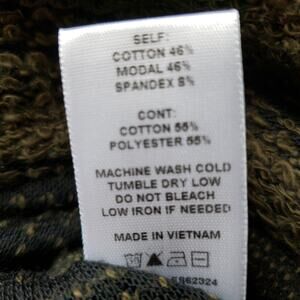 SELF:
COTTON 46%
MODAL 46%
SPANDEX 8%
CONT:
COTTON 55%
POLYESTER 55%
MACHINE WASH COLD
TUMBLE DRY LOW
DO NOT BLEACH
LOW IRON IF NEEDED
MADE IN VIETNAM